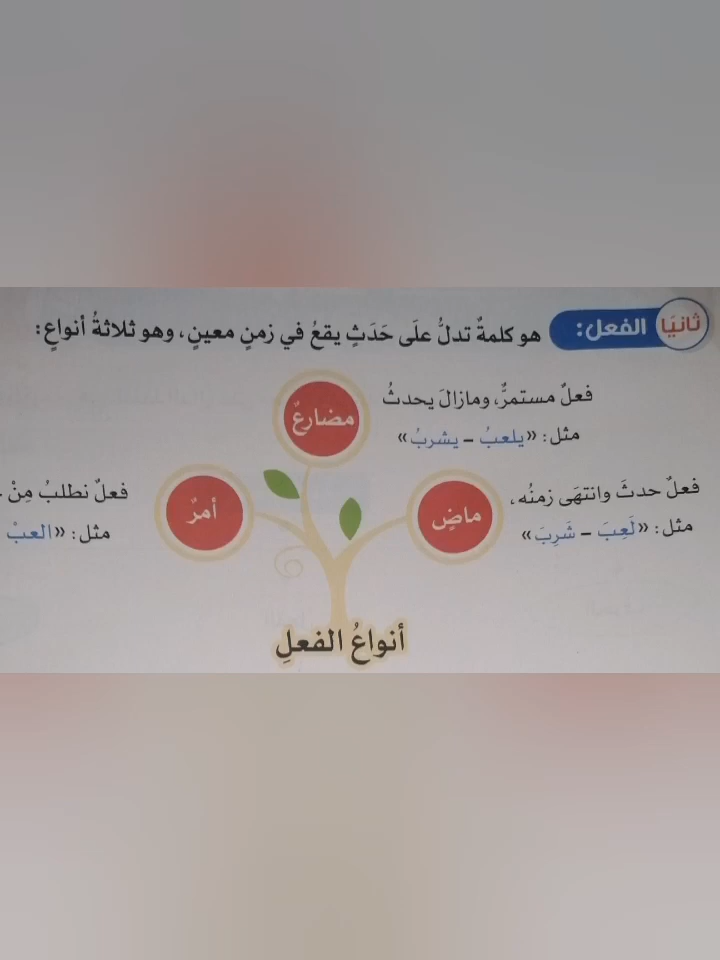 ثانيًا الفعل: هو كلمةٌ تدلُّ علَى حَدَثٍ يقعُ في زمنٍ معينٍ، وهو ثلاثةُ أنواعٍ:
مضارعٌ
فعلٌ مستمرٌّ، ومازالَ يحدثُ
مثل: «يلعبُ - يشربُ»
ماضٍ
فعلٌ حدثَ وانتهَى زمنُه،
مثل: «لَعِبَ - شَرِبَ»
أمرٌ
فعلٌ نطلبُ مِنْ
مثل: «العبْ
أنواعُ الفعلِ